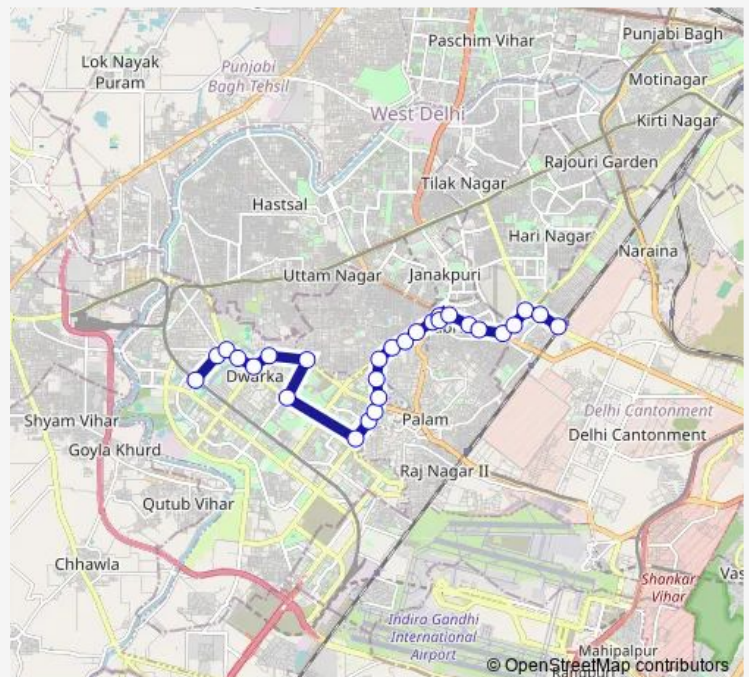 Paschim Vihar
Punjabi Bagh
Lok Nayak
Puram
Punjabi
Bagh Tehsil
Motinagar
West Delhi
Kirti Nagar
Rajouri Garden
Tilak Nagar
Hastsal
Hari Nagar
Naraina
Uttam Nagar
Janakpuri
Dwarka
Delhi Cantonment
Shyam Vihar
Palam
Delhi Cantonment
Goyla Khurd
Raj Nagar II
Qutub Vihar
Chhawla
Shankar
Vihar
Indira Gandhi
International
Airport
Mahipalpur
© OpenStreetMap contributors